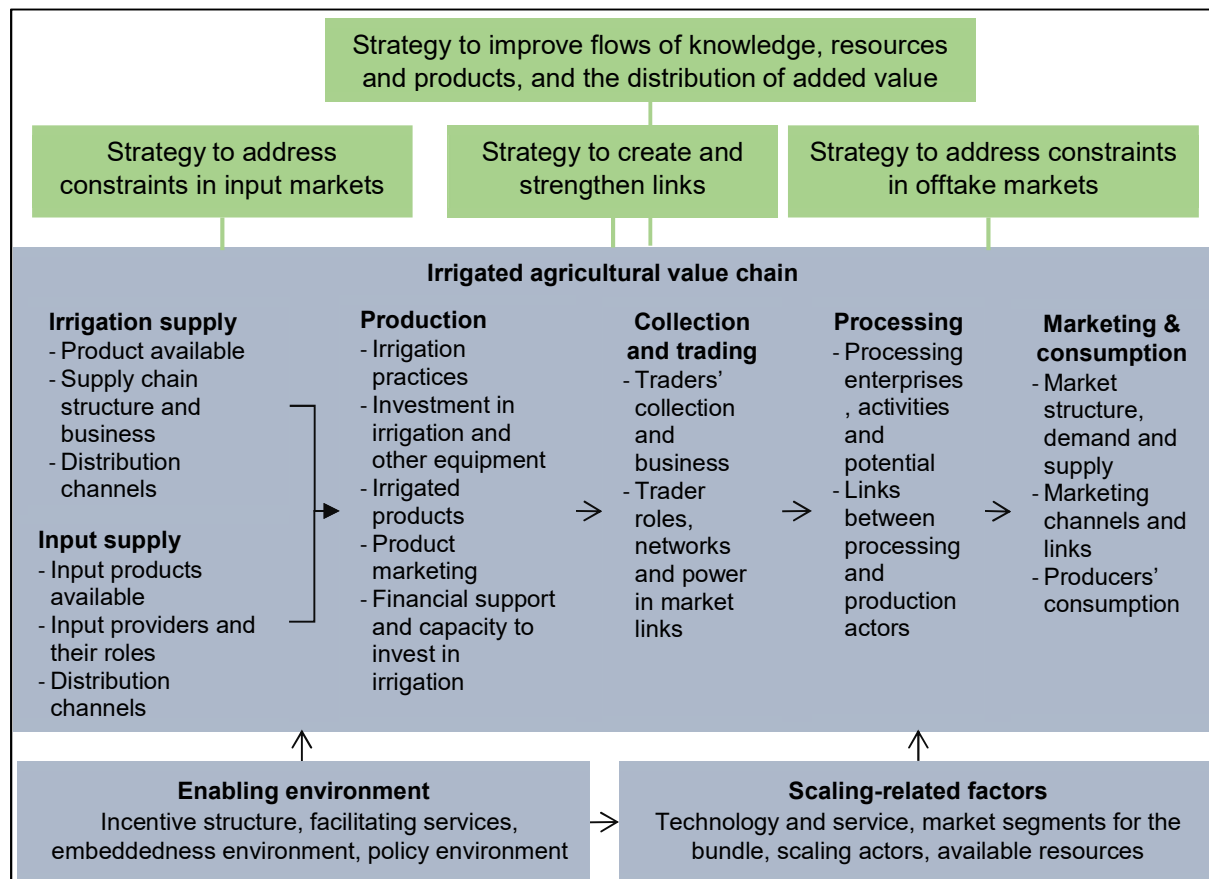 Strategy to improve flows of knowledge, resources
and products, and the distribution of added value
Strategy to address
constraints in input markets
Strategy to create and
strengthen links
Strategy to address constraints
in offtake markets
Irrigated agricultural value chain
Irrigation supply
- Product available
- Supply chain
structure and
business
- Distribution
channels
Input supply
- Input products
available
- Input providers and
their roles
- Distribution
channels
Production
- Irrigation
practices
- Investment in
irrigation and
other equipment
- Irrigated
products
- Product
marketing
- Financial support
and capacity to
invest in
irrigation
Collection
and trading
- Traders’
collection
and
business
- Trader
roles,
networks
and power
in market
links
Processing
- Processing
enterprises
, activities
and
potential
- Links
between
processing
and
production
actors
Marketing &
consumption
- Market
structure,
demand and
supply
- Marketing
channels and
links
- Producers’
consumption
Enabling environment
Incentive structure, facilitating services,
embeddedness environment, policy environment
Scaling-related factors
Technology and service, market segments for the
bundle, scaling actors, available resources